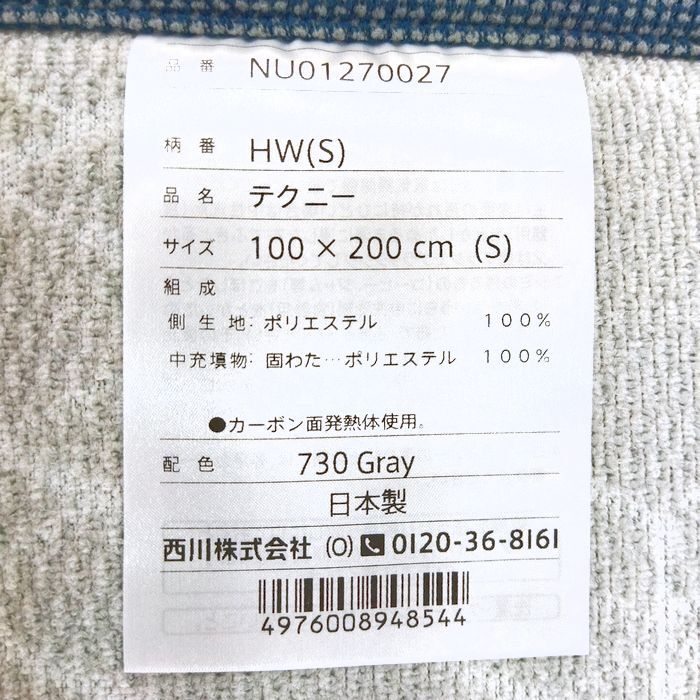 品番 NU01270027
柄番 HW(S)
品名 テクニー
サイズ 100 × 200 cm (S)
組成
側生地: ポリエステル 100%
中充填物: 固わた…ポリエステル 100%
●カーボン面発熱体使用。
配色 730 Gray
日本製
西川株式会社 (O) 0120-36-8161
4976008948544